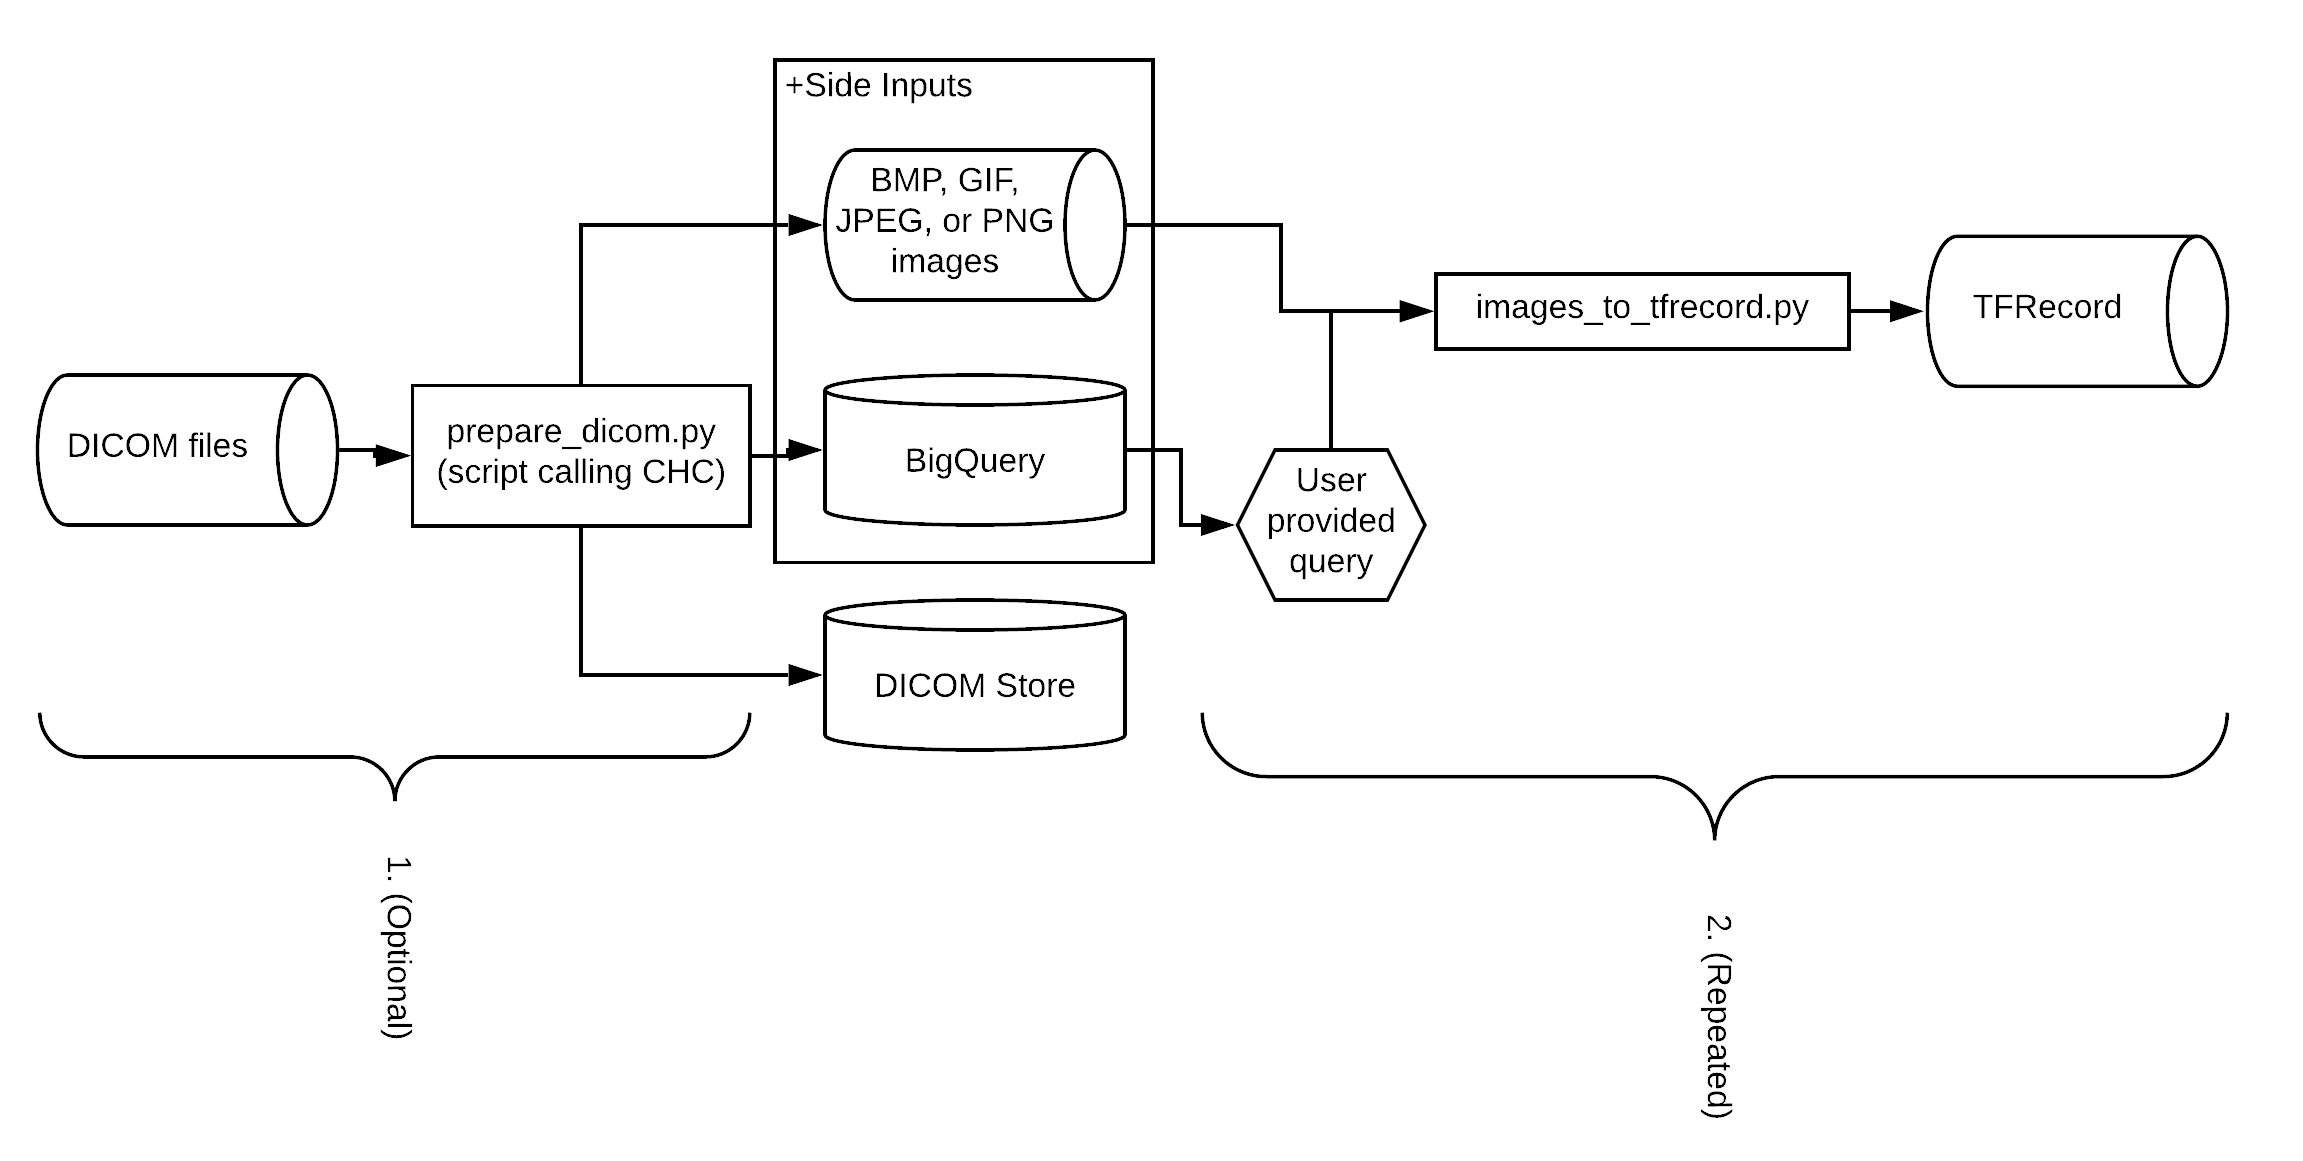 +Side Inputs
BMP, GIF,
JPEG, or PNG
images
images_to_tfrecord.py
TFRecord
DICOM files
prepare_dicom.py
(script calling CHC)
BigQuery
User
provided
query
DICOM Store
1. (Optional)
2. (Repeated)